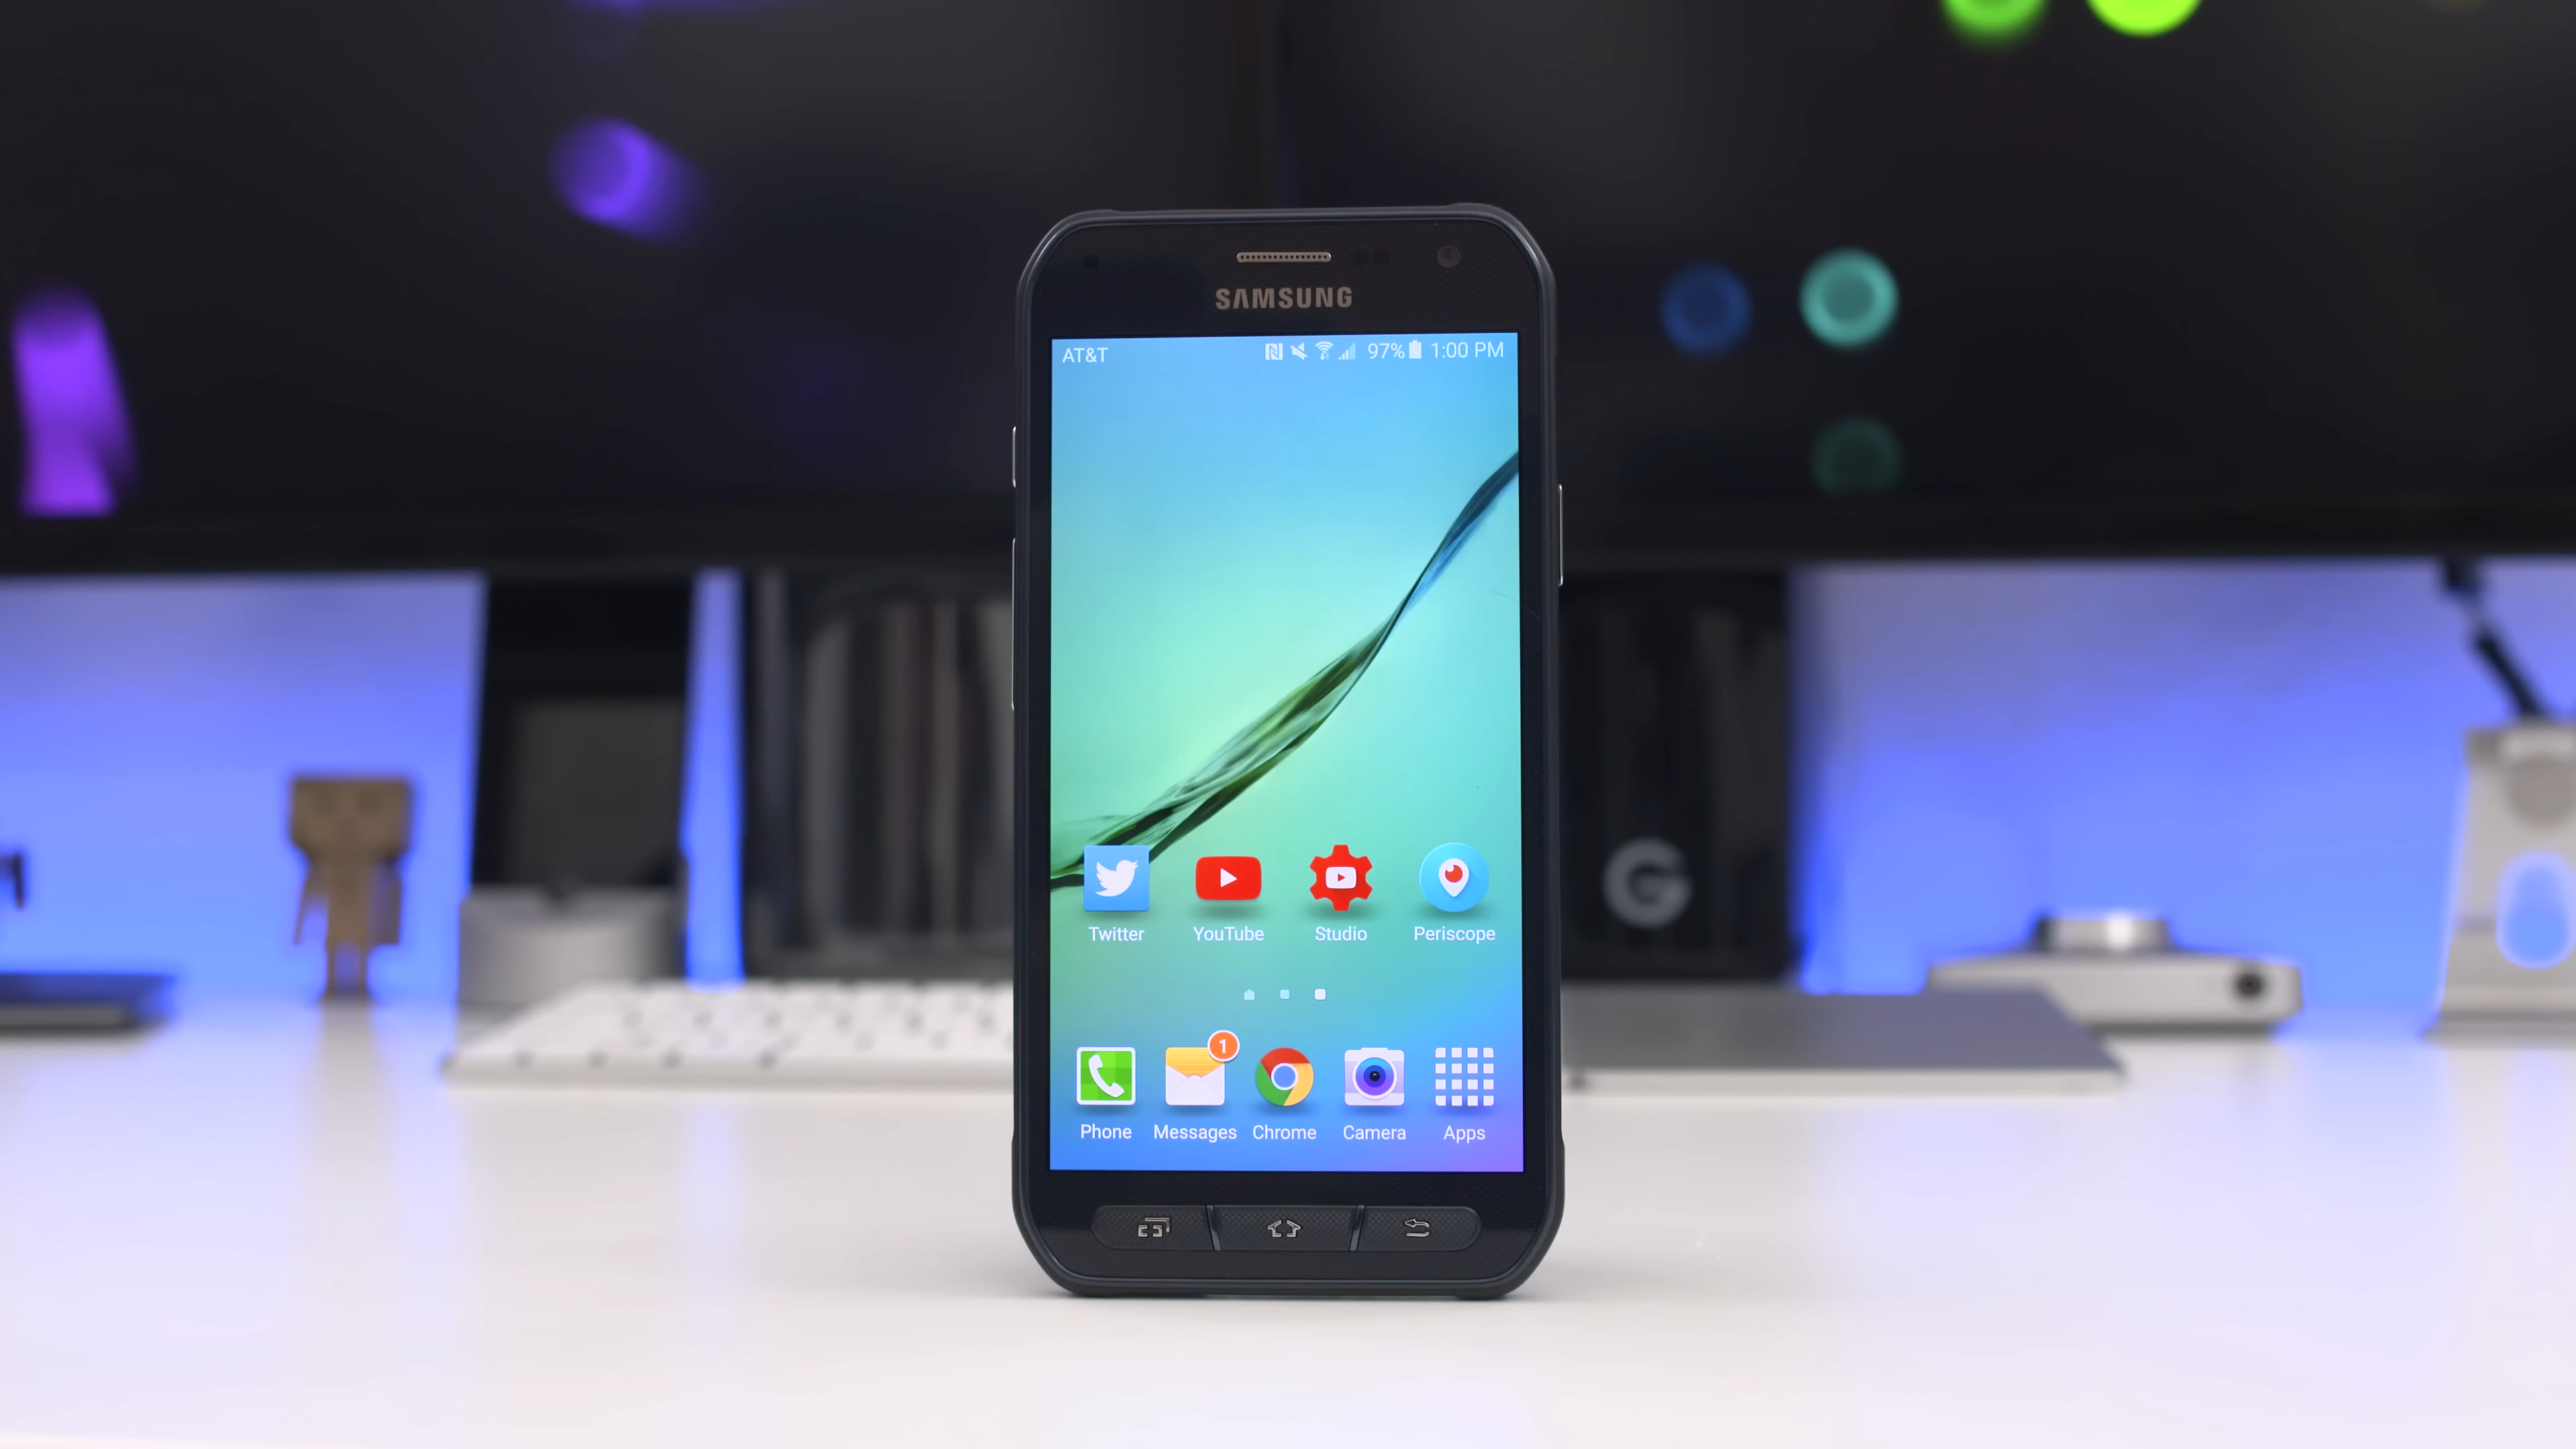 SAMSUNG
AT&T 97% 1:00 PM
Twitter YouTube Studio Periscope
1
Phone Messages Chrome Camera Apps
G